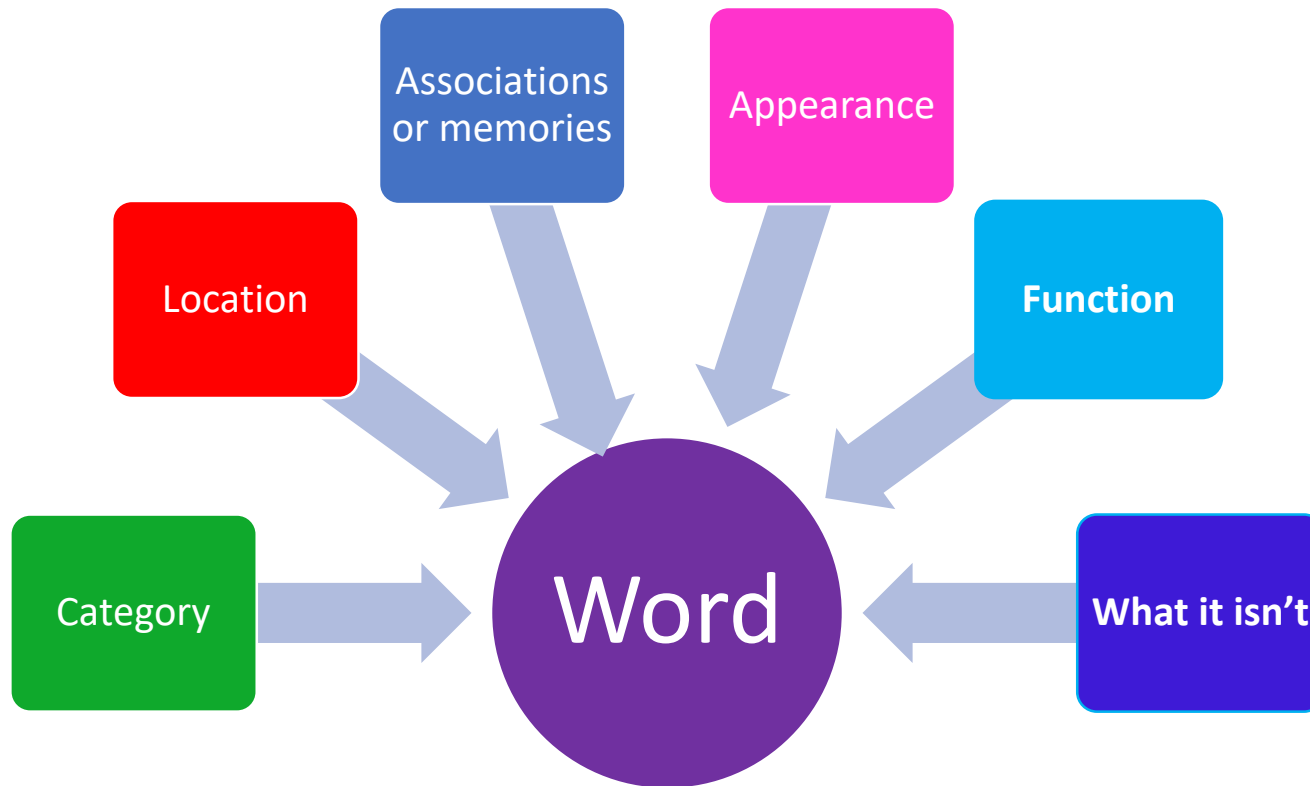 Associations
or memories
Appearance
Location
Function
Category
Word
What it isn't